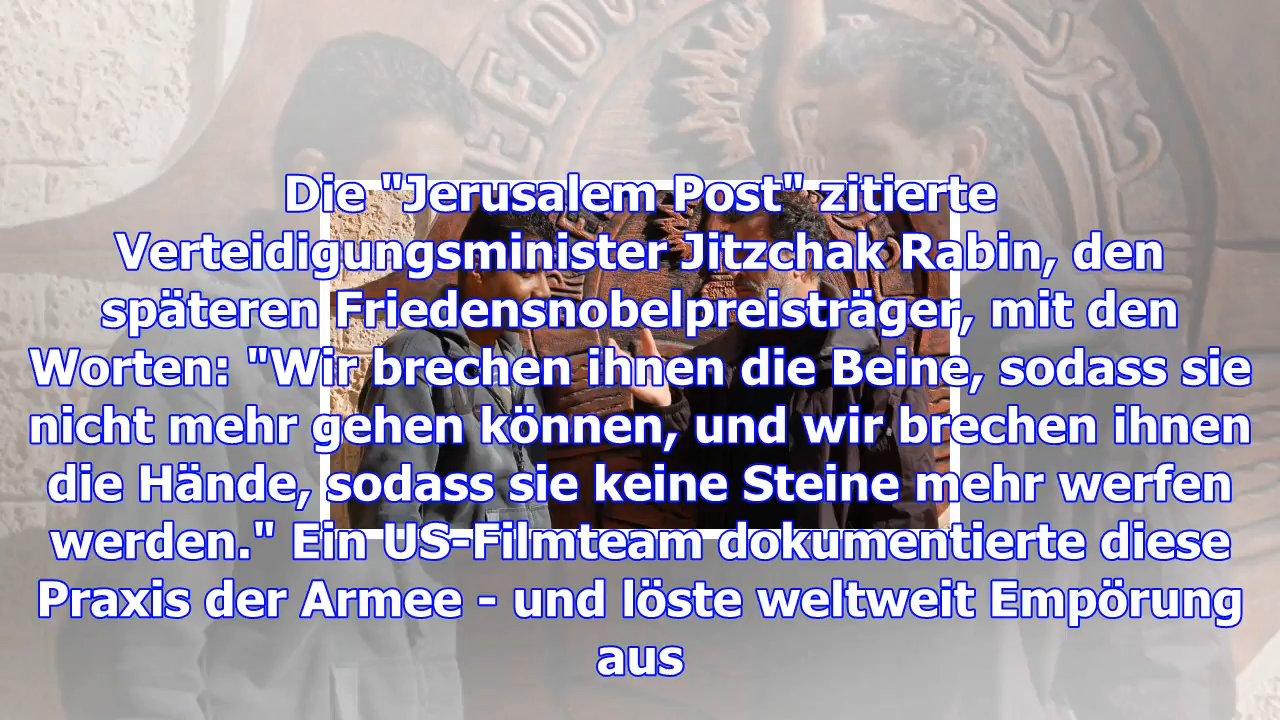 Die "Jerusalem Post" zitierte
Verteidigungsminister Jitzchak Rabin, den
späteren Friedensnobelpreisträger, mit den
Worten: "Wir brechen ihnen die Beine, sodass sie
nicht mehr gehen können, und wir brechen ihnen
die Hände, sodass sie keine Steine mehr werfen
werden." Ein US-Filmteam dokumentierte diese
Praxis der Armee - und löste weltweit Empörung
aus